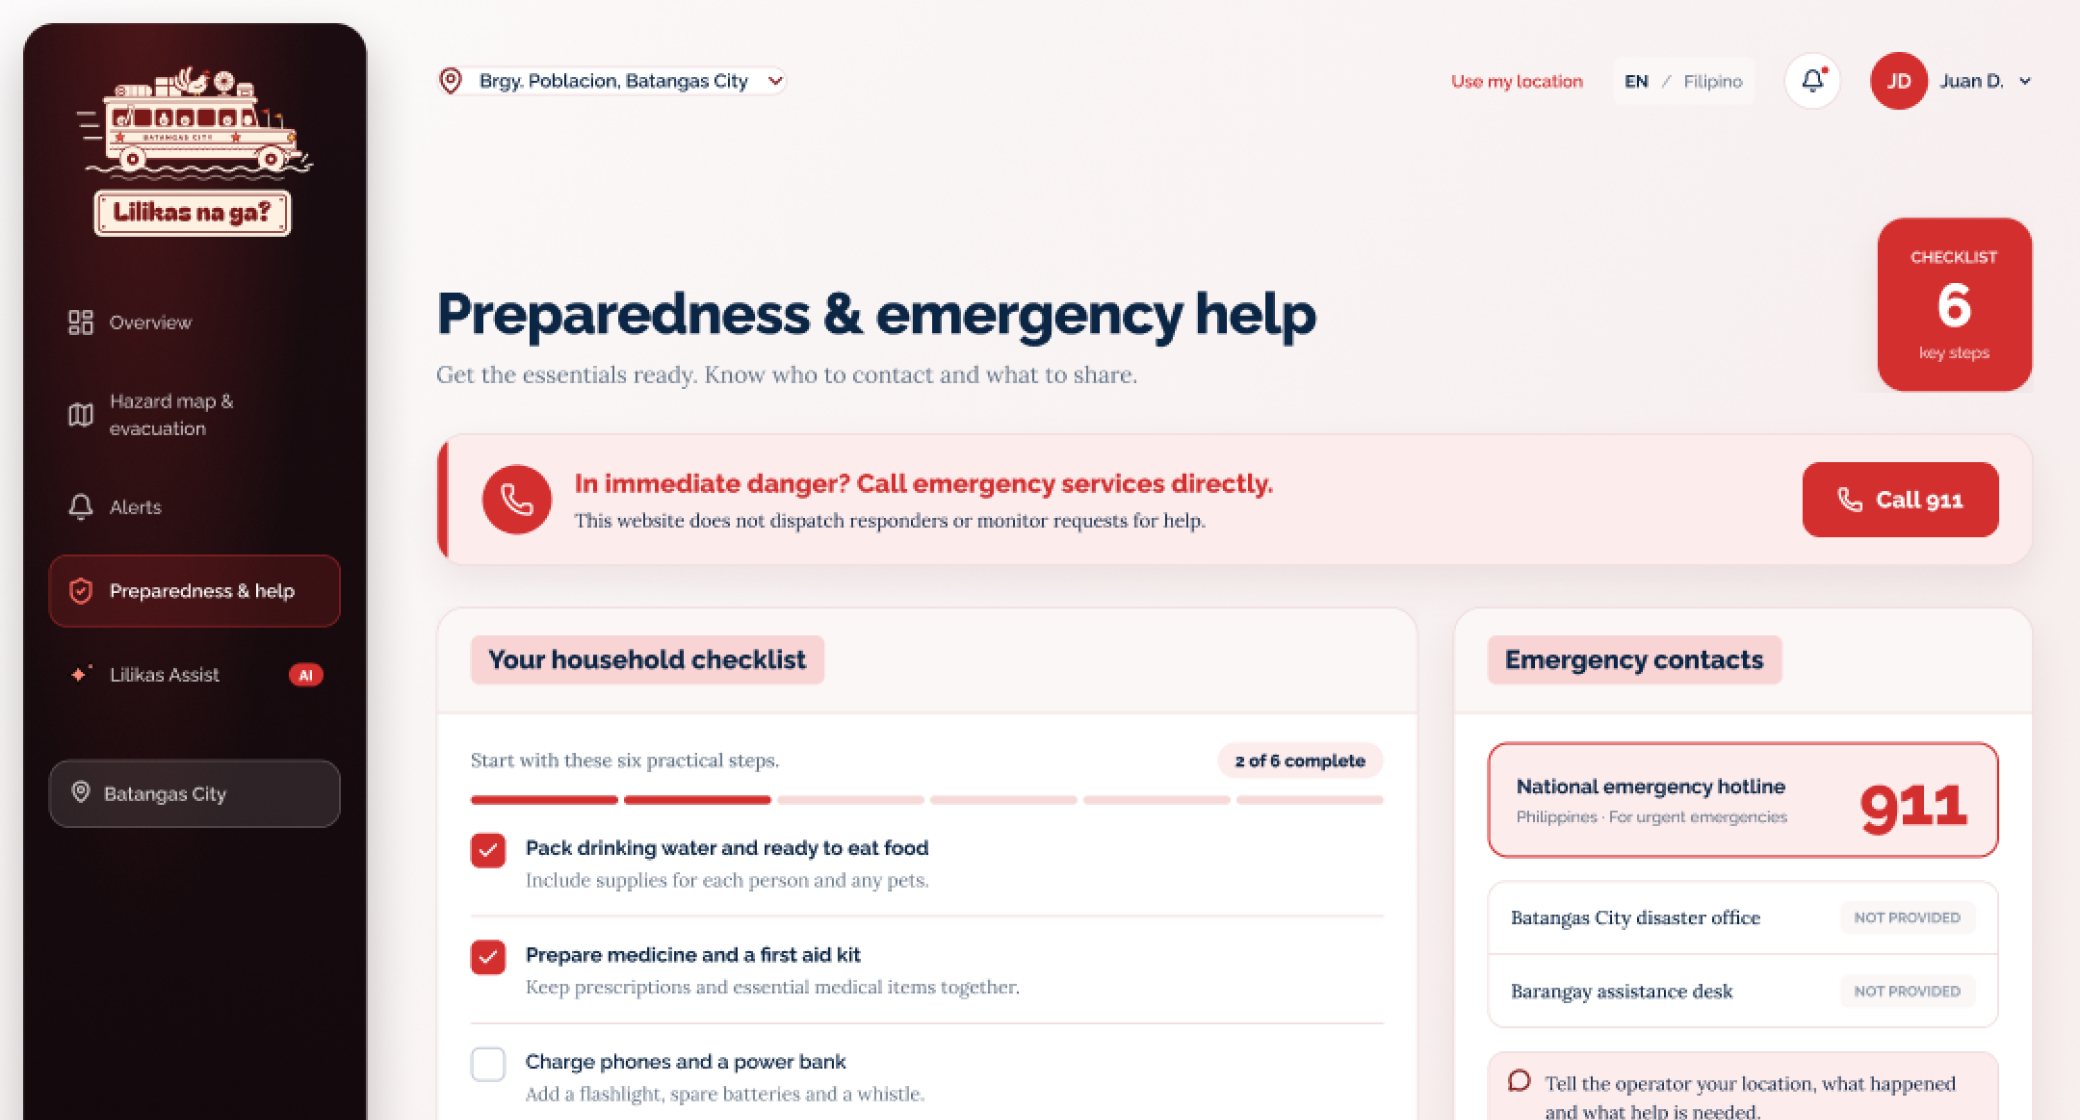 BATANGAS CITY
Lilikas na ga?
Overview
Hazard map &
evacuation
Alerts
Preparedness & help
Lilikas Assist AI
Batangas City
Brgy. Poblacion, Batangas City
Use my location
EN / Filipino
JD Juan D.
Preparedness & emergency help
Get the essentials ready. Know who to contact and what to share.
CHECKLIST
6
key steps
In immediate danger? Call emergency services directly.
This website does not dispatch responders or monitor requests for help.
Call 911
Your household checklist
Start with these six practical steps.
2 of 6 complete
Pack drinking water and ready to eat food
Include supplies for each person and any pets.
Prepare medicine and a first aid kit
Keep prescriptions and essential medical items together.
Charge phones and a power bank
Add a flashlight, spare batteries and a whistle.
Emergency contacts
National emergency hotline
Philippines · For urgent emergencies
911
Batangas City disaster office NOT PROVIDED
Barangay assistance desk NOT PROVIDED
Tell the operator your location, what happened
and what help is needed.